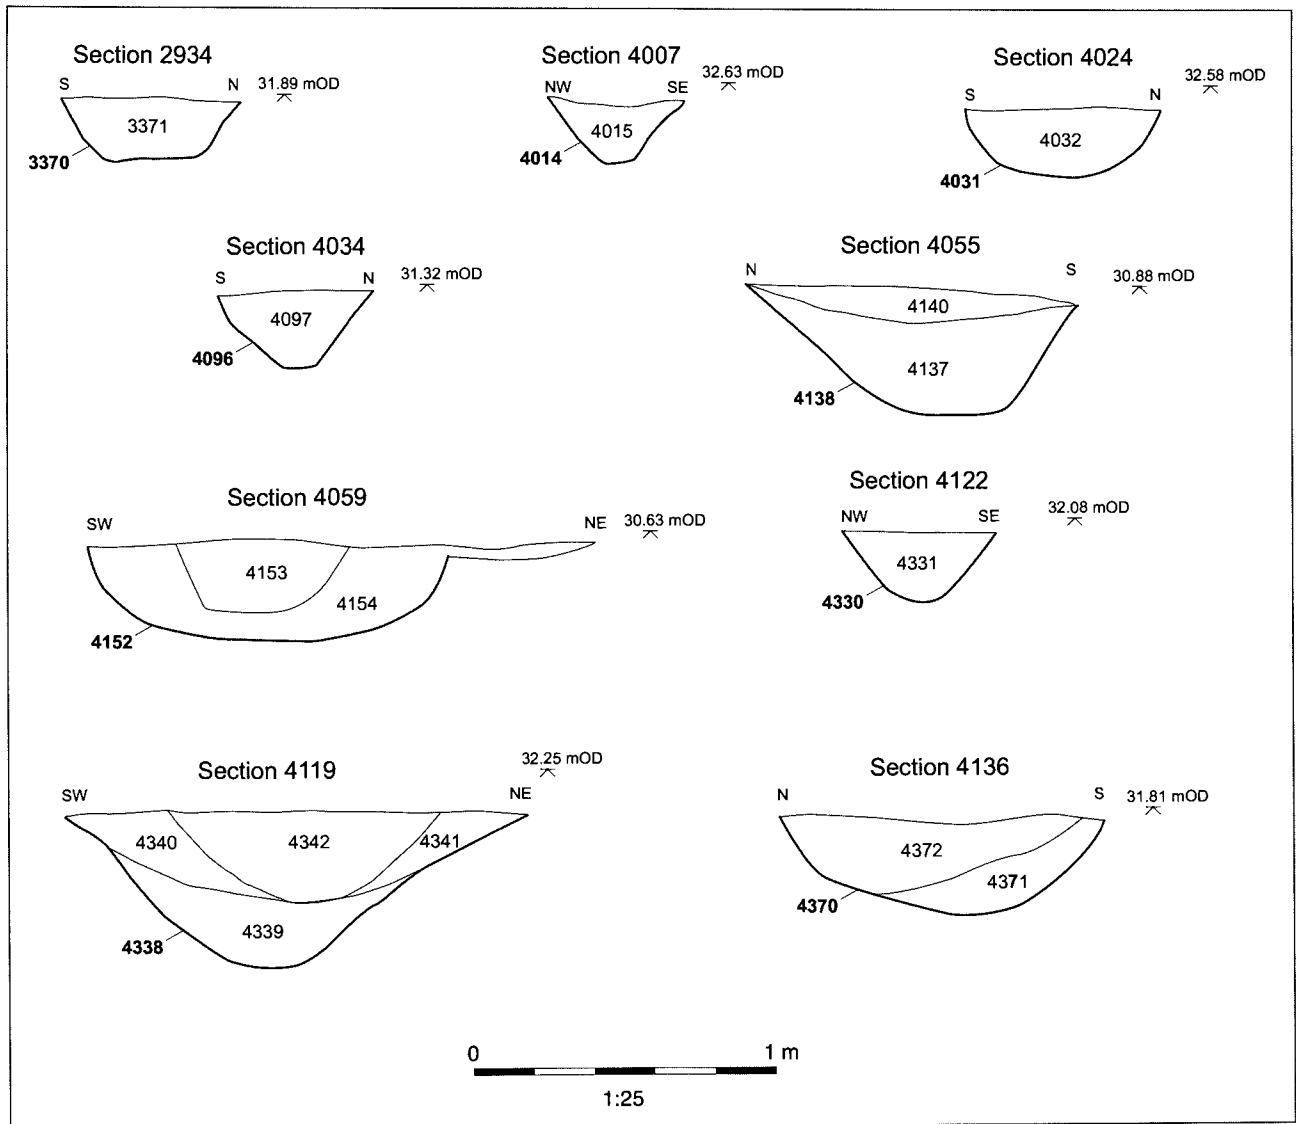 Section 2934
S N 31.89 mOD
3371
3370
Section 4007
NW SE 32.63 mOD
4015
4014
Section 4024
S N 32.58 mOD
4032
4031
Section 4034
S N 31.32 mOD
4097
4096
Section 4055
N S 30.88 mOD
4140
4137
4138
Section 4059
SW NE 30.63 mOD
4153
4154
4152
Section 4122
NW SE 32.08 mOD
4331
4330
Section 4119
SW NE 32.25 mOD
4340 4342 4341
4339
4338
Section 4136
N S 31.81 mOD
4372
4371
4370
0 1 m
1:25